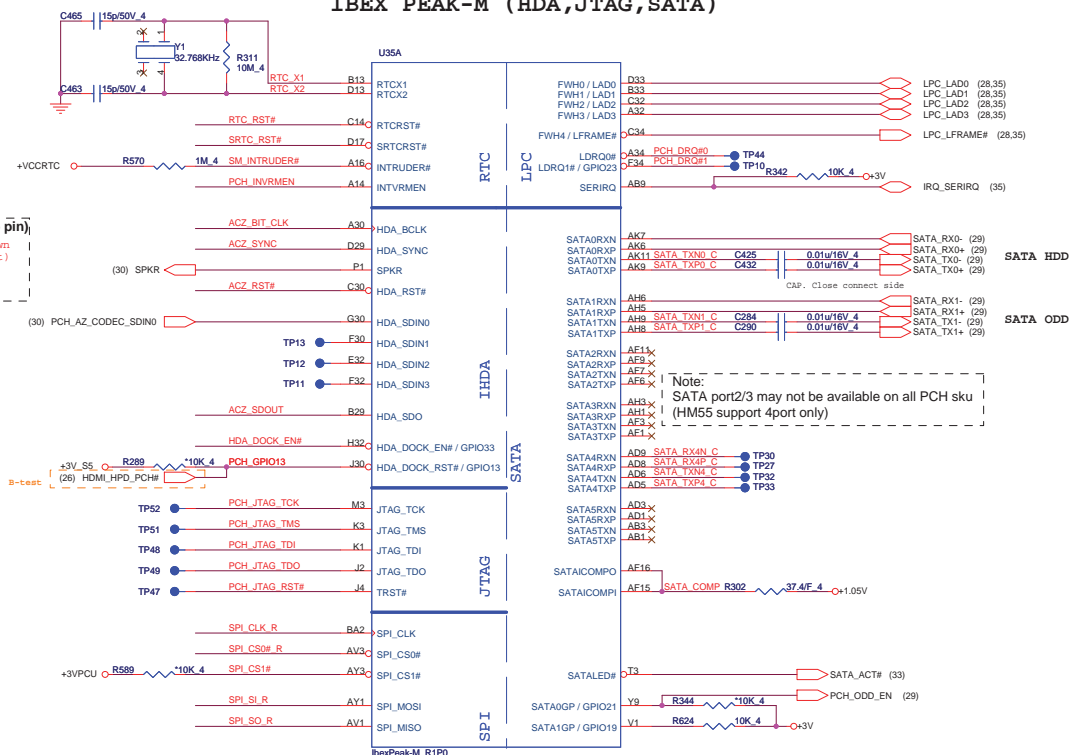 IBEX PEAK-M (HDA,JTAG,SATA)
C465 15p/50V_4
2 1
Y1
32.768KHz
3 4
R311
10M_4
C463 15p/50V_4
U35A
RTC_X1 B13 RTCX1
RTC_X2 D13 RTCX2
RTC_RST# C14 RTCRST#
SRTC_RST# D17 SRTCRST#
+VCCRTC R570 1M_4 SM_INTRUDER# A16 INTRUDER#
PCH_INVRMEN A14 INTVRMEN
RTC
LPC
FWH0 / LAD0 D33 LPC_LAD0 (28,35)
FWH1 / LAD1 B33 LPC_LAD1 (28,35)
FWH2 / LAD2 C32 LPC_LAD2 (28,35)
FWH3 / LAD3 A32 LPC_LAD3 (28,35)
FWH4 / LFRAME# C34 LPC_LFRAME# (28,35)
LDRQ0# A34 PCH_DRQ#0 TP44
LDRQ1# / GPIO23 F34 PCH_DRQ#1 TP10
R342 10K_4 +3V
SERIRQ AB9 IRQ_SERIRQ (35)
pin)
ACZ_BIT_CLK A30 HDA_BCLK
ACZ_SYNC D29 HDA_SYNC
(30) SPKR P1 SPKR
ACZ_RST# C30 HDA_RST#
(30) PCH_AZ_CODEC_SDIN0 G30 HDA_SDIN0
TP13 F30 HDA_SDIN1
TP12 E32 HDA_SDIN2
TP11 F32 HDA_SDIN3
ACZ_SDOUT B29 HDA_SDO
HDA_DOCK_EN# H32 HDA_DOCK_EN# / GPIO33
+3V_S5 R289 *10K_4 PCH_GPIO13 J30 HDA_DOCK_RST# / GPIO13
B-test (26) HDMI_HPD_PCH#
IHDA
SATA
SATA0RXN AK7 SATA_RX0- (29)
SATA0RXP AK6 SATA_RX0+ (29)
SATA0TXN AK11 SATA_TXN0_C C425 0.01u/16V_4 SATA_TX0- (29)
SATA0TXP AK9 SATA_TXP0_C C432 0.01u/16V_4 SATA_TX0+ (29)
SATA HDD
CAP. Close connect side
SATA1RXN AH6 SATA_RX1- (29)
SATA1RXP AH5 SATA_RX1+ (29)
SATA1TXN AH9 SATA_TXN1_C C284 0.01u/16V_4 SATA_TX1- (29)
SATA1TXP AH8 SATA_TXP1_C C290 0.01u/16V_4 SATA_TX1+ (29)
SATA ODD
SATA2RXN AF11
SATA2RXP AF9
SATA2TXN AF7
SATA2TXP AF6
SATA3RXN AH3
SATA3RXP AH1
SATA3TXN AF3
SATA3TXP AF1
Note:
SATA port2/3 may not be available on all PCH sku
(HM55 support 4port only)
SATA4RXN AD9 SATA_RX4N_C TP30
SATA4RXP AD8 SATA_RX4P_C TP27
SATA4TXN AD6 SATA_TXN4_C TP32
SATA4TXP AD5 SATA_TXP4_C TP33
SATA5RXN AD3
SATA5RXP AD1
SATA5TXN AB3
SATA5TXP AB1
TP52 PCH_JTAG_TCK M3 JTAG_TCK
TP51 PCH_JTAG_TMS K3 JTAG_TMS
TP48 PCH_JTAG_TDI K1 JTAG_TDI
TP49 PCH_JTAG_TDO J2 JTAG_TDO
TP47 PCH_JTAG_RST# J4 TRST#
JTAG
SATAICOMPO AF16
SATAICOMPI AF15 SATA_COMP R302 37.4/F_4 +1.05V
SPI_CLK_R BA2 SPI_CLK
SPI_CS0#_R AV3 SPI_CS0#
+3VPCU R589 *10K_4 SPI_CS1# AY3 SPI_CS1#
SPI_SI_R AY1 SPI_MOSI
SPI_SO_R AV1 SPI_MISO
SPI
SATALED# T3 SATA_ACT# (33)
PCH_ODD_EN (29)
SATA0GP / GPIO21 Y9 R344 *10K_4
SATA1GP / GPIO19 V1 R624 10K_4 +3V
IbexPeak-M_R1P0